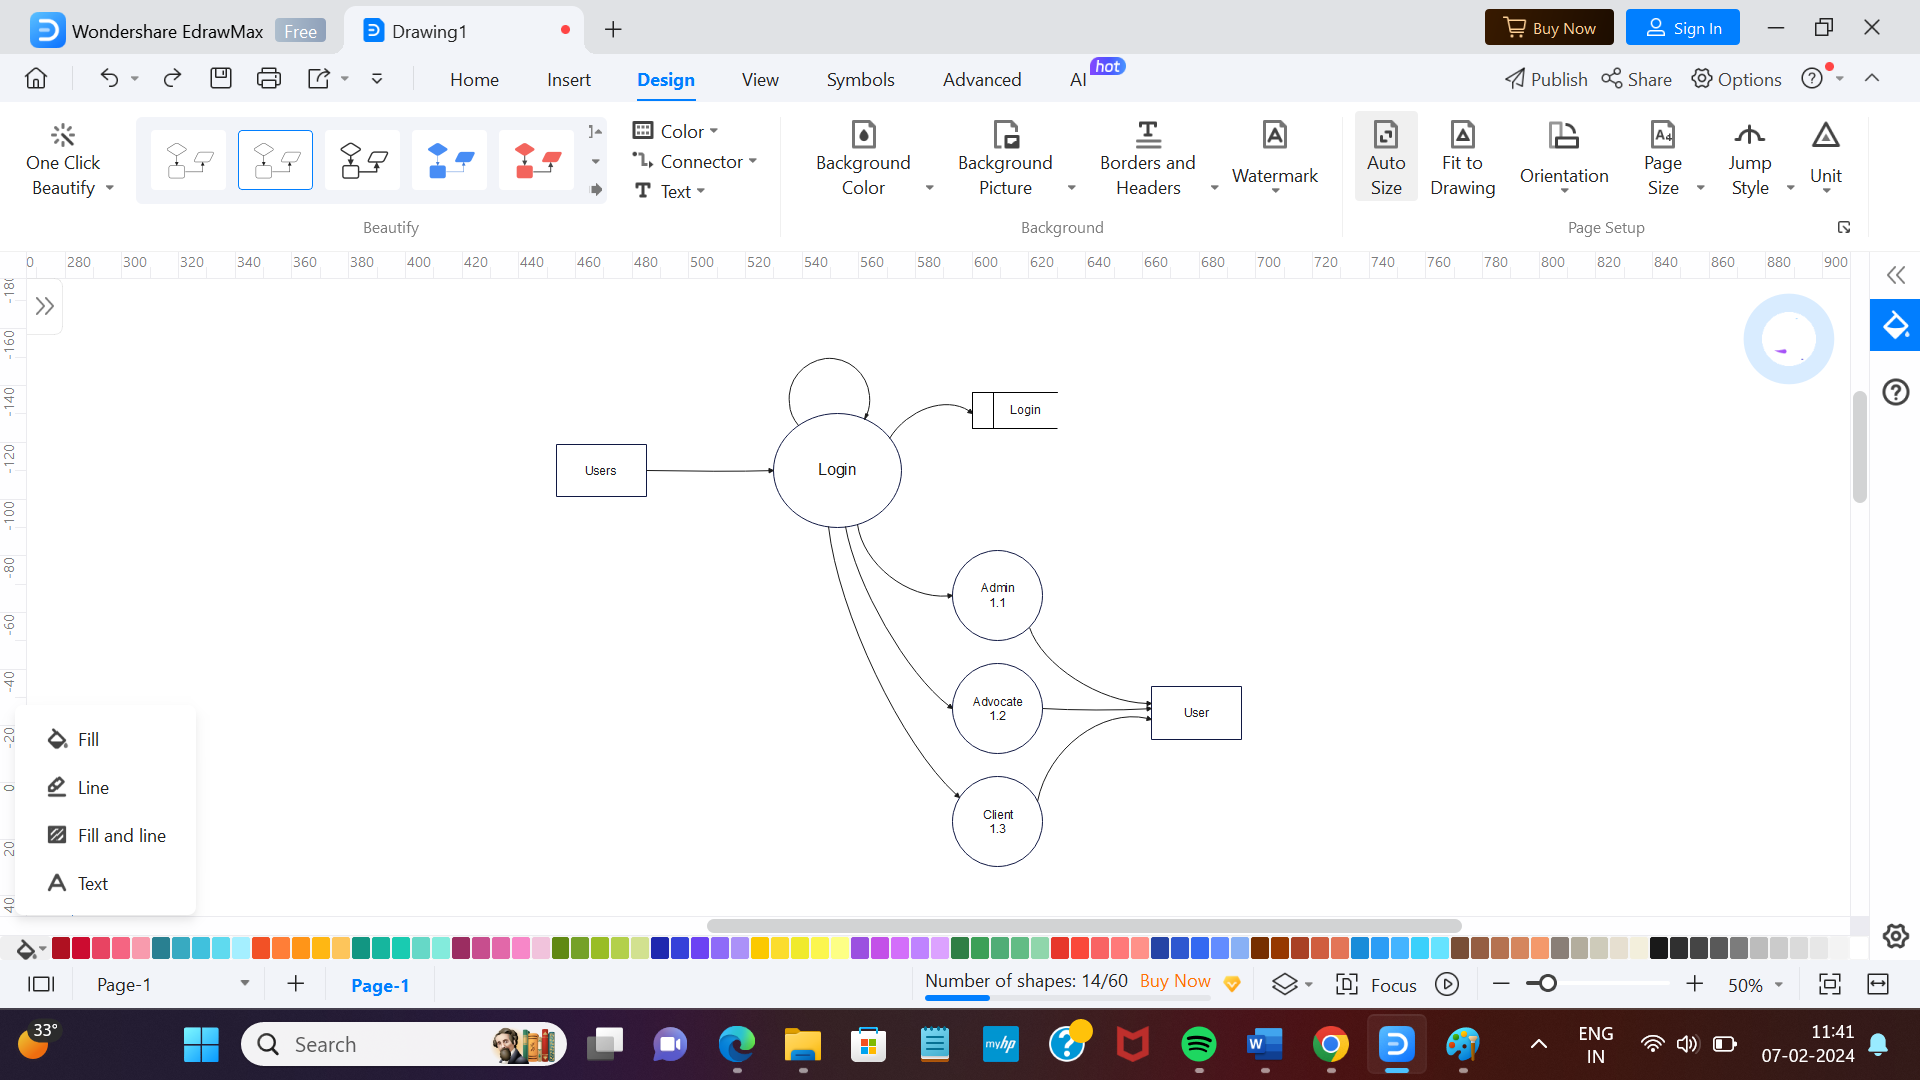 Wondershare EdrawMax Free
Drawing1
Buy Now
Sign In
Home Insert Design View Symbols Advanced AI hot
Publish Share Options
One Click
Beautify
Color
Connector
Text
Beautify
Background
Color
Background
Picture
Borders and
Headers
Watermark
Background
Auto
Size
Fit to
Drawing
Orientation
Page
Size
Jump
Style
Unit
Page Setup
0 280 300 320 340 360 380 400 420 440 460 480 500 520 540 560 580 600 620 640 660 680 700 720 740 760 780 800 820 840 860 880 900
-180
-160
-140
-120
-100
-80
-60
-40
-20
0
20
40
Login
Users
Login
Admin
1.1
Advocate
1.2
User
Client
1.3
Fill
Line
Fill and line
Text
Page-1
Page-1
Number of shapes: 14/60 Buy Now
Focus
50%
33°
Search
myhp
W
ENG
IN
11:41
07-02-2024